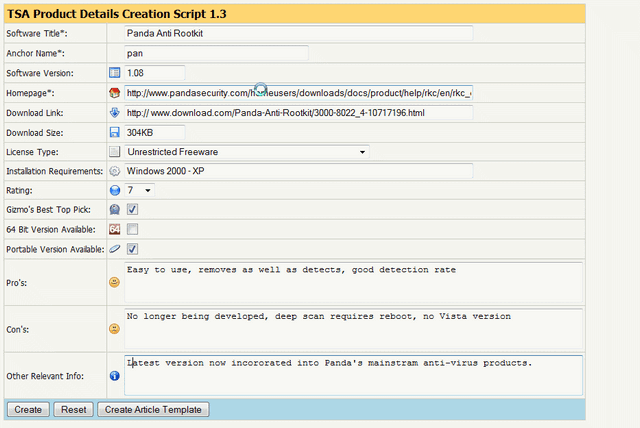 TSA Product Details Creation Script 1.3
Software Title*: Panda Anti Rootkit
Anchor Name*: pan
Software Version: 1.08
Homepage*: http://www.pandasecurity.com/homeusers/downloads/docs/product/help/rkc/en/rkc_
Download Link: http://www.download.com/Panda-Anti-Rootkit/3000-8022_4-10717196.html
Download Size: 304KB
License Type: Unrestricted Freeware
Installation Requirements: Windows 2000 - XP
Rating: 7
Gizmo's Best Top Pick:
64 Bit Version Available: 64
Portable Version Available:
Pro's: Easy to use, removes as well as detects, good detection rate
Con's: No longer being developed, deep scan requires reboot, no Vista version
Other Relevant Info: Latest version now incororated into Panda's mainstram anti-virus products.
Create Reset Create Article Template